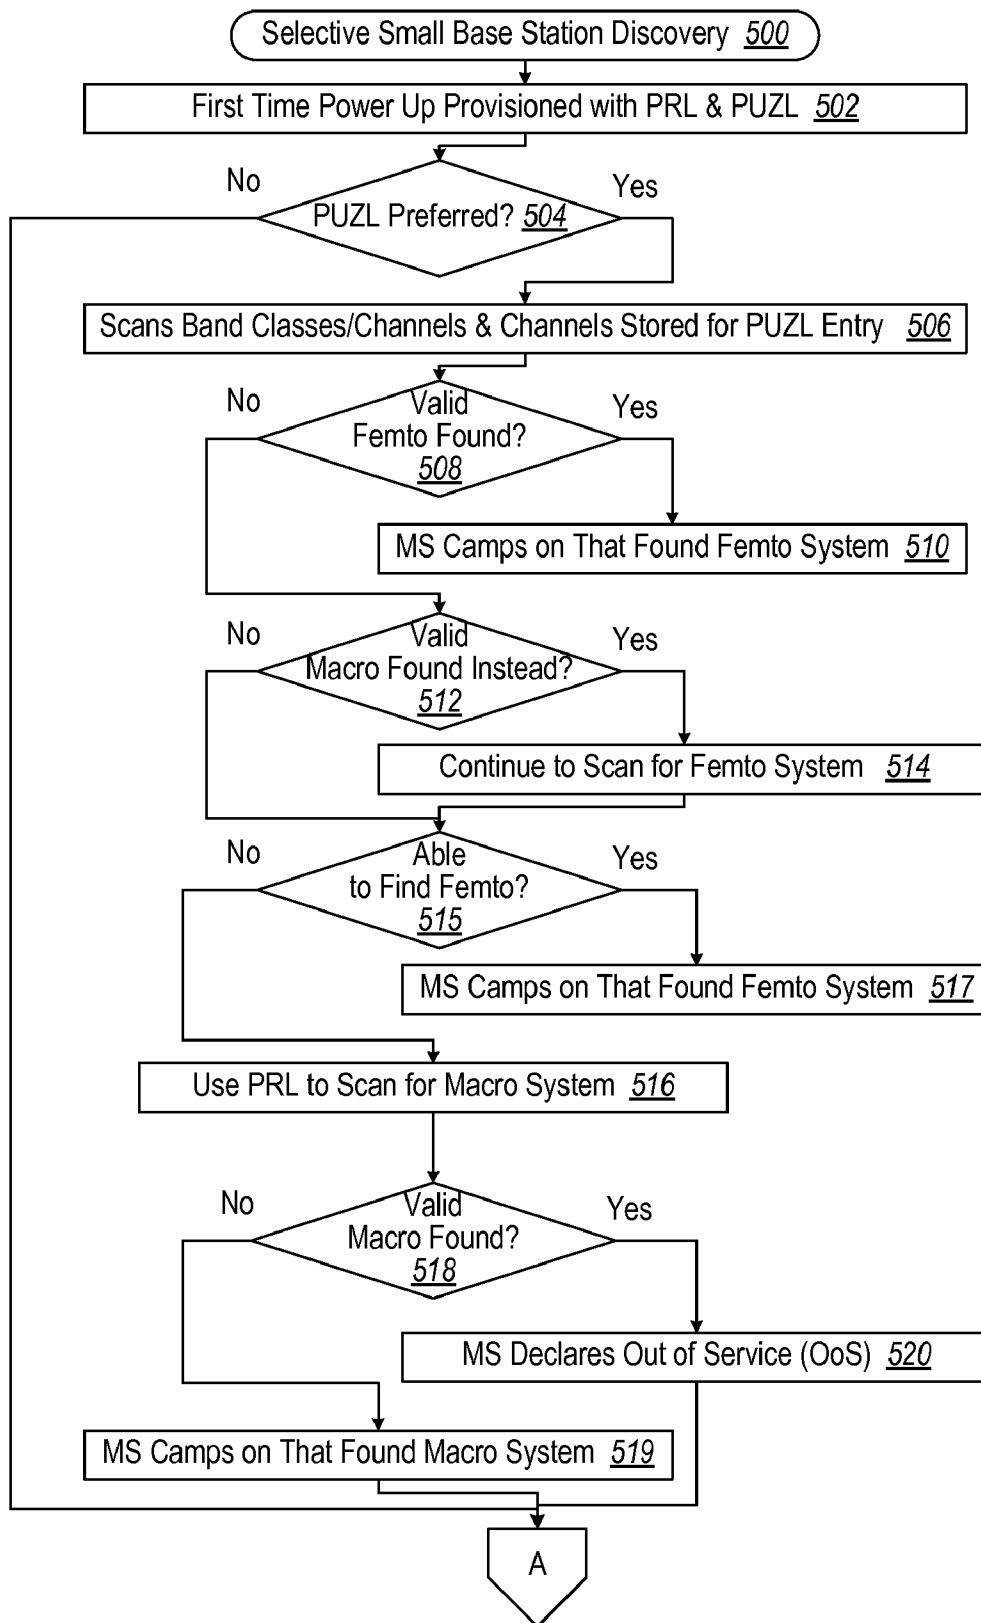 Selective Small Base Station Discovery 500
First Time Power Up Provisioned with PRL & PUZL 502
No
Yes
PUZL Preferred? 504
Scans Band Classes/Channels & Channels Stored for PUZL Entry 506
No
Yes
Valid
Femto Found?
508
MS Camps on That Found Femto System 510
No
Yes
Valid
Macro Found Instead?
512
Continue to Scan for Femto System 514
No
Yes
Able
to Find Femto?
515
MS Camps on That Found Femto System 517
Use PRL to Scan for Macro System 516
No
Yes
Valid
Macro Found?
518
MS Declares Out of Service (OoS) 520
MS Camps on That Found Macro System 519
A